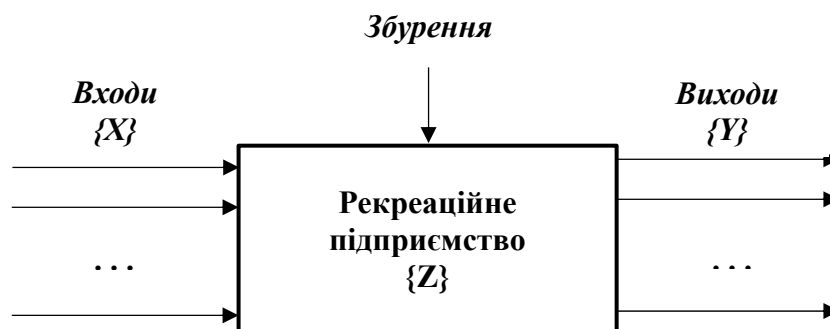 Збурення
Входи
{X}
Виходи
{Y}
Рекреаційне
підприємство
{Z}
. . .
. . .